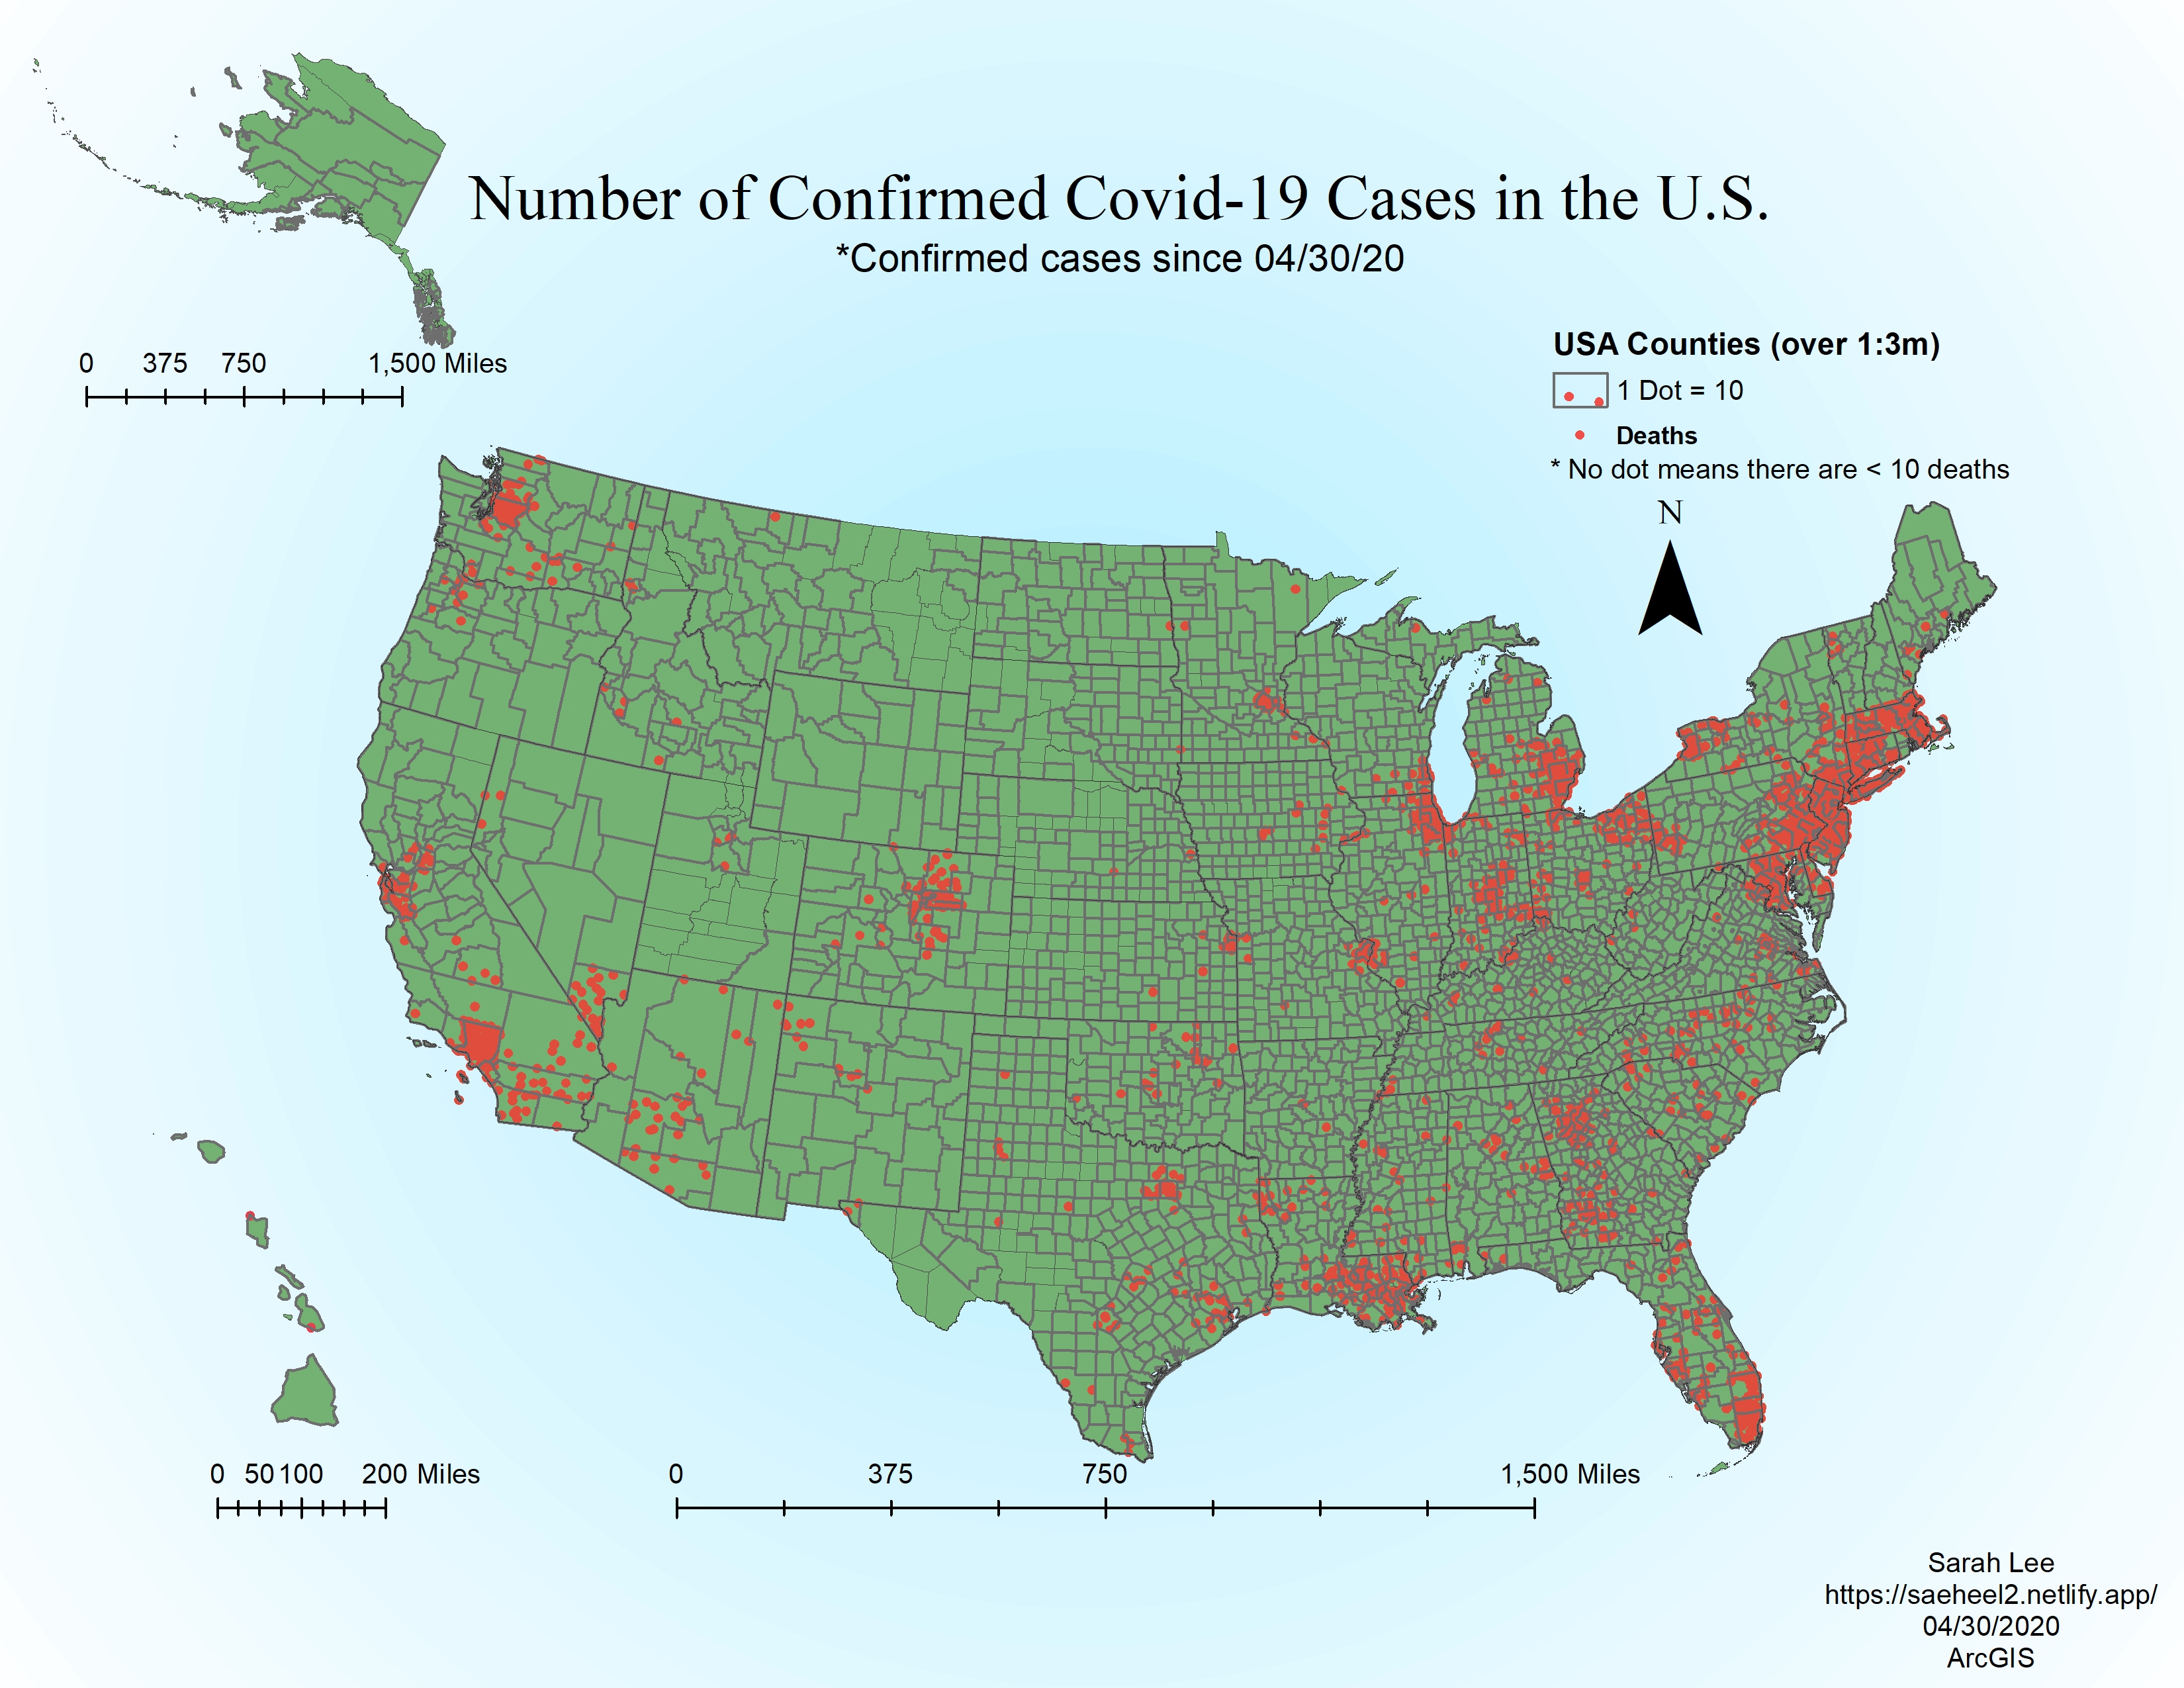 Number of Confirmed Covid-19 Cases in the U.S.
*Confirmed cases since 04/30/20
0 375 750 1,500 Miles
USA Counties (over 1:3m)
1 Dot = 10
Deaths
* No dot means there are < 10 deaths
N
0 50 100 200 Miles
0 375 750 1,500 Miles
Sarah Lee
https://saeheel2.netlify.app/
04/30/2020
ArcGIS